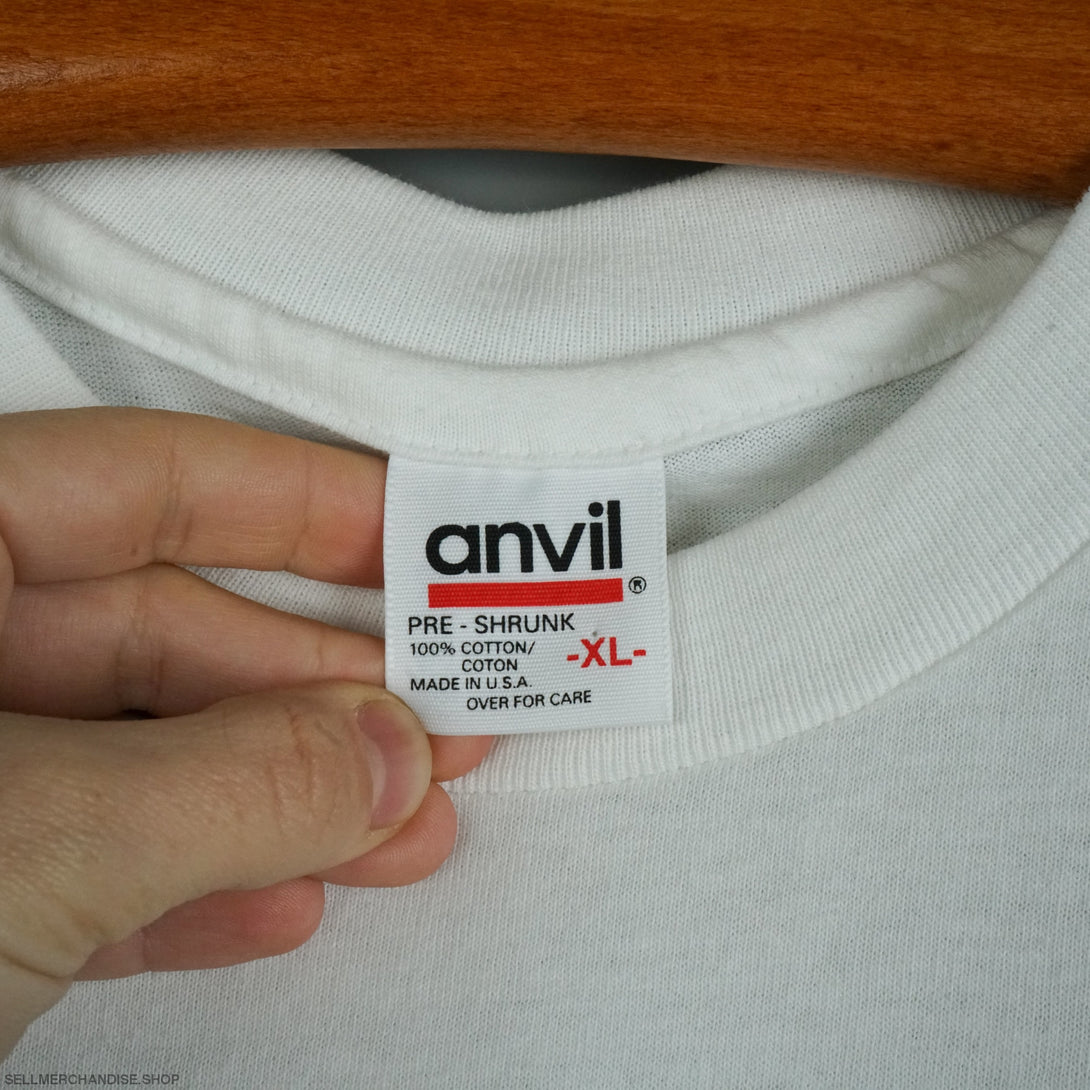 anvil®
PRE - SHRUNK
100% COTTON/
COTON
-XL-
MADE IN U.S.A.
OVER FOR CARE
SELLMERCHANDISE.SHOP